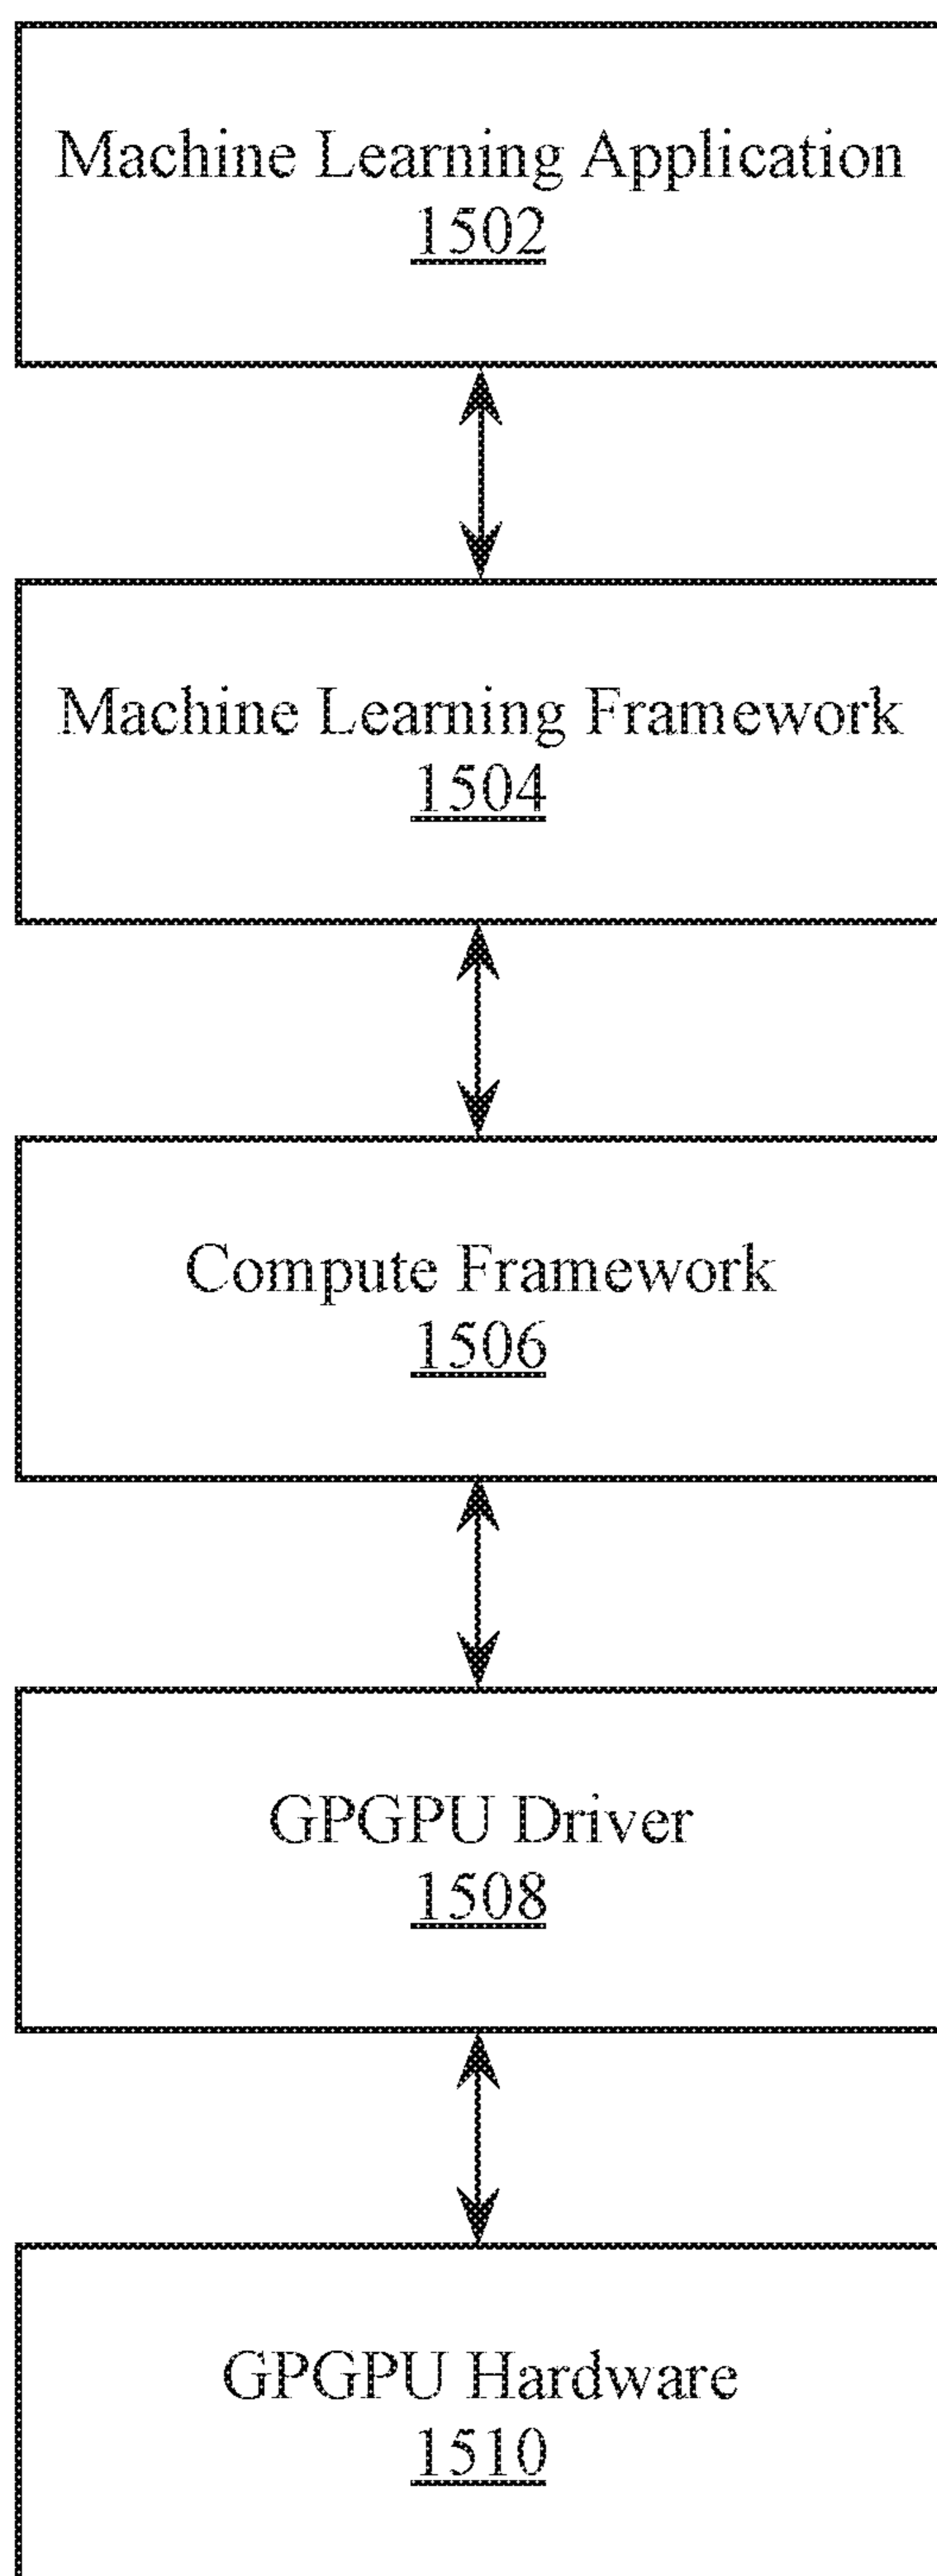 Machine Learning Application
1502
Machine Learning Framework
1504
Compute Framework
1506
GPGPU Driver
1508
GPGPU Hardware
1510